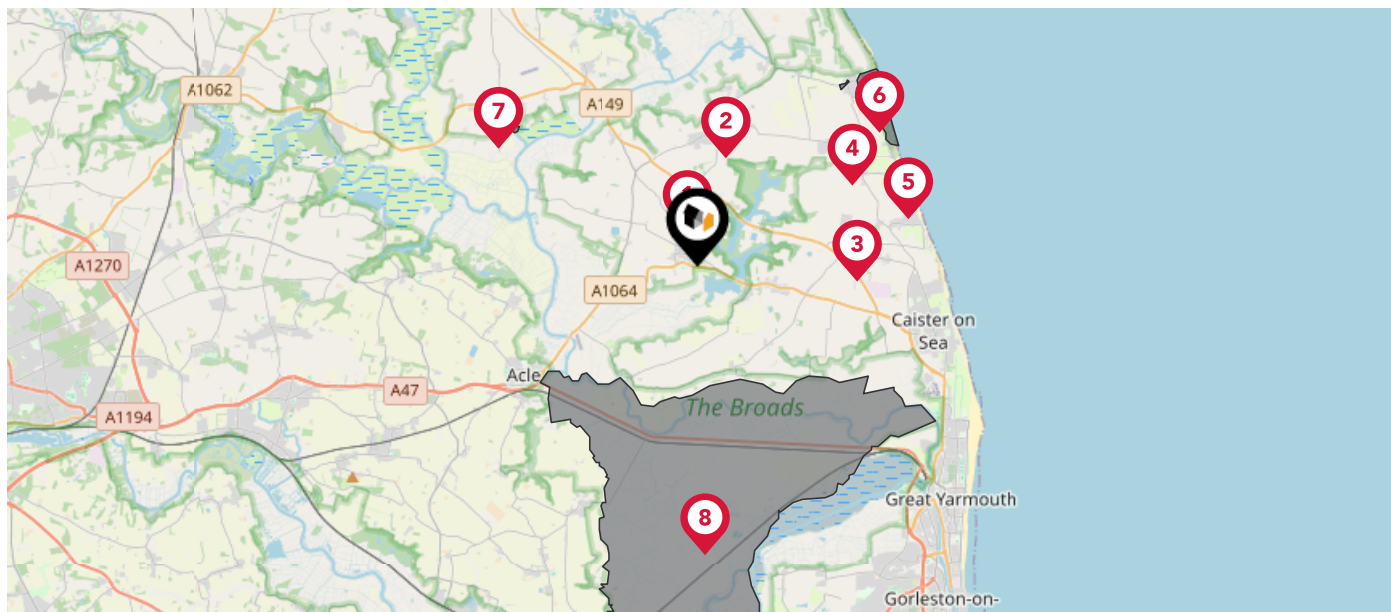 A1062
7
A149
2
6
4
5
3
A1270
A1064
Caister on
Sea
Acle
A47
The Broads
A1194
Great Yarmouth
8
Gorleston-on-